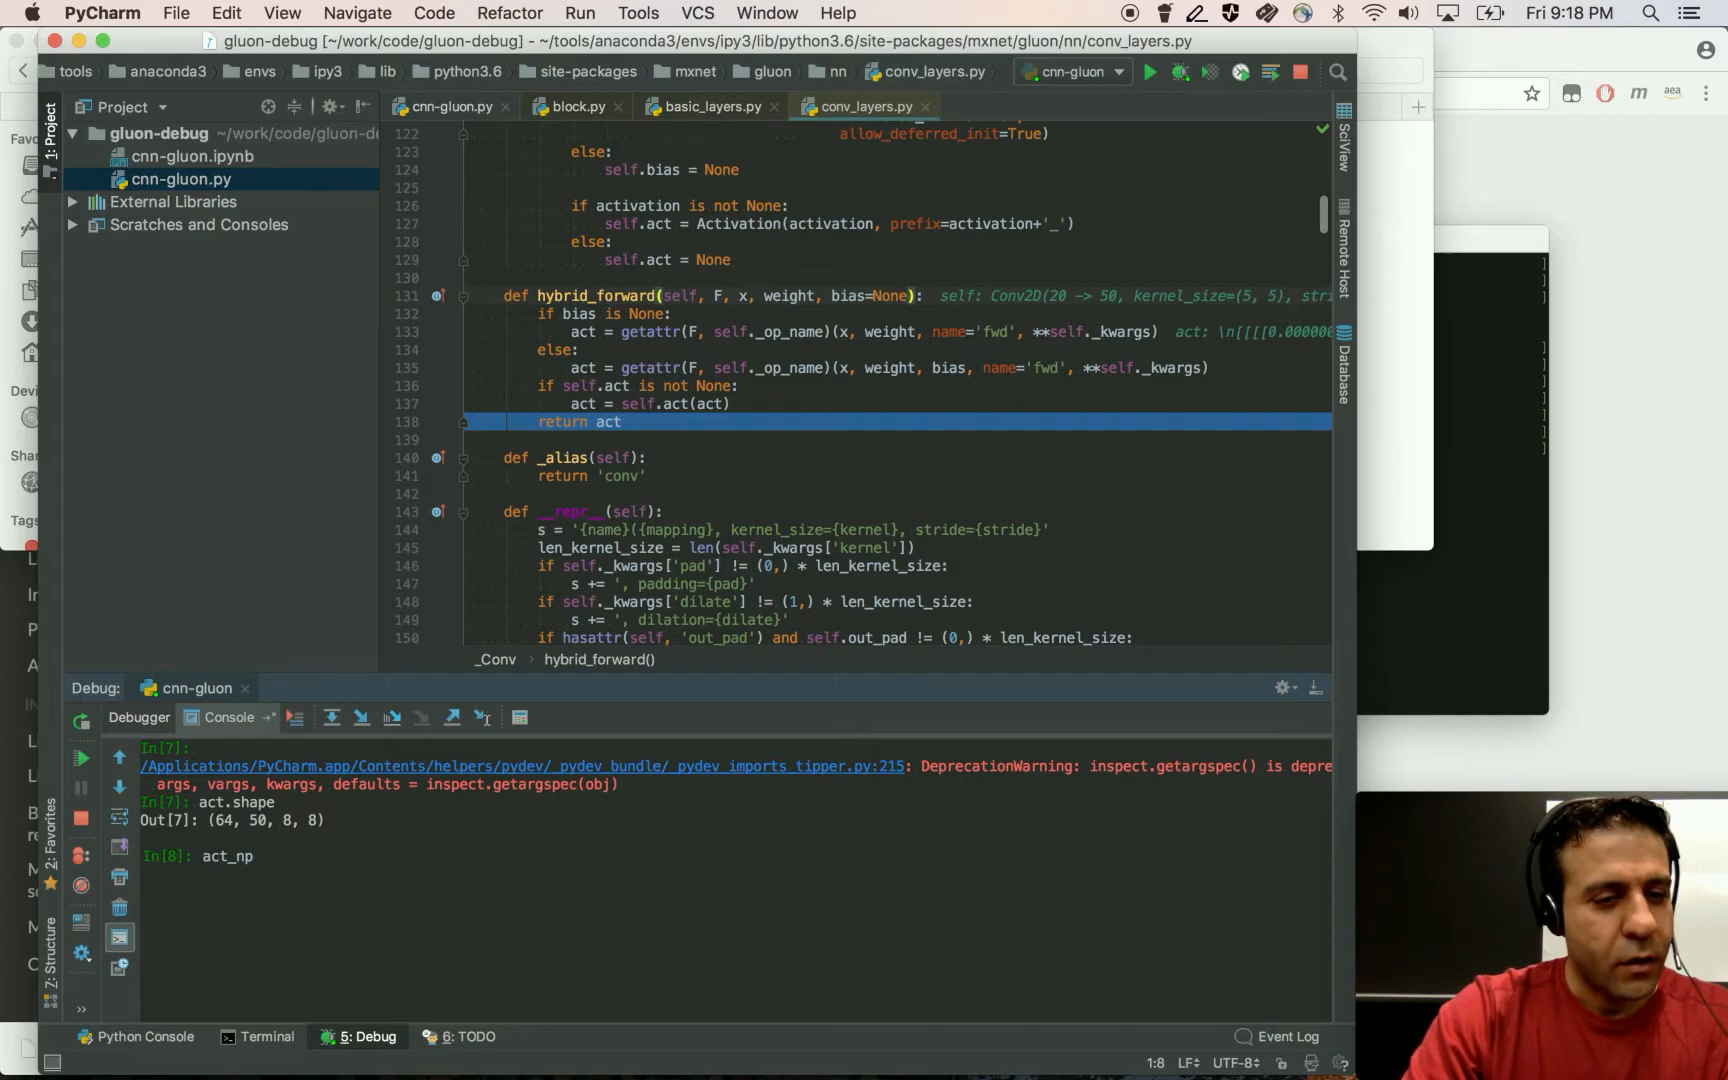 PyCharm File Edit View Navigate Code Refactor Run Tools VCS Window Help Fri 9:18 PM
gluon-debug [~/work/code/gluon-debug] - ~/tools/anaconda3/envs/ipy3/lib/python3.6/site-packages/mxnet/gluon/nn/conv_layers.py
tools anaconda3 envs ipy3 lib python3.6 site-packages mxnet gluon nn conv_layers.py cnn-gluon
Project cnn-gluon.py block.py basic_layers.py conv_layers.py
gluon-debug ~/work/code/gluon-de
cnn-gluon.ipynb
cnn-gluon.py
External Libraries
Scratches and Consoles
1: Project
2: Favorites
Z: Structure
SciView
Remote Host
Database
m
aea
Favo
Devi
Shar
Tags
122 allow_deferred_init=True)
123 else:
124 self.bias = None
125
126 if activation is not None:
127 self.act = Activation(activation, prefix=activation+'_')
128 else:
129 self.act = None
130
131 def hybrid_forward(self, F, x, weight, bias=None): self: Conv2D(20 -> 50, kernel_size=(5, 5), stri
132 if bias is None:
133 act = getattr(F, self._op_name)(x, weight, name='fwd', **self._kwargs) act: \n[[[[0.000000
134 else:
135 act = getattr(F, self._op_name)(x, weight, bias, name='fwd', **self._kwargs)
136 if self.act is not None:
137 act = self.act(act)
138 return act
139
140 def _alias(self):
141 return 'conv'
142
143 def __repr__(self):
144 s = '{name}({mapping}, kernel_size={kernel}, stride={stride}'
145 len_kernel_size = len(self._kwargs['kernel'])
146 if self._kwargs['pad'] != (0,) * len_kernel_size:
147 s += ', padding={pad}'
148 if self._kwargs['dilate'] != (1,) * len_kernel_size:
149 s += ', dilation={dilate}'
150 if hasattr(self, 'out_pad') and self.out_pad != (0,) * len_kernel_size:
_Conv › hybrid_forward()
Debug: cnn-gluon
Debugger Console
In[7]:
/Applications/PyCharm.app/Contents/helpers/pydev/_pydev_bundle/_pydev_imports_tipper.py:215: DeprecationWarning: inspect.getargspec() is depre
args, vargs, kwargs, defaults = inspect.getargspec(obj)
In[7]: act.shape
Out[7]: (64, 50, 8, 8)
In[8]: act_np
Python Console Terminal 5: Debug 6: TODO Event Log
1:8 LF UTF-8